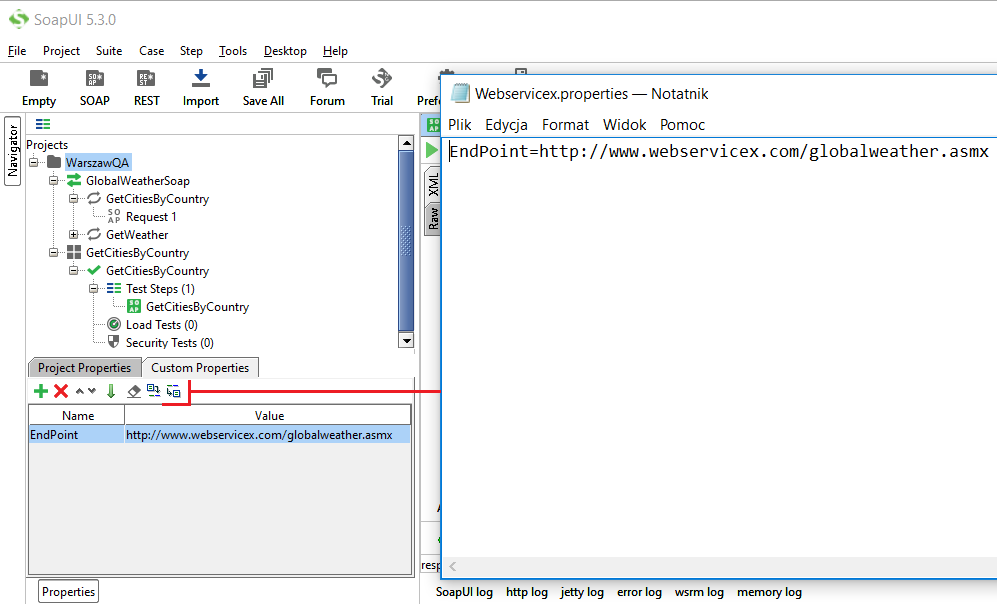 SoapUI 5.3.0
File Project Suite Case Step Tools Desktop Help
Empty SOAP REST Import Save All Forum Trial
Navigator
Projects
WarszawQA
GlobalWeatherSoap
GetCitiesByCountry
SO AP Request 1
GetWeather
GetCitiesByCountry
GetCitiesByCountry
Test Steps (1)
SO AP GetCitiesByCountry
Load Tests (0)
Security Tests (0)
Project Properties Custom Properties
Name Value
EndPoint http://www.webservicex.com/globalweather.asmx
Properties
Webservicex.properties — Notatnik
Plik Edycja Format Widok Pomoc
EndPoint=http://www.webservicex.com/globalweather.asmx
XML
Raw
SoapUI log http log jetty log error log wsrm log memory log